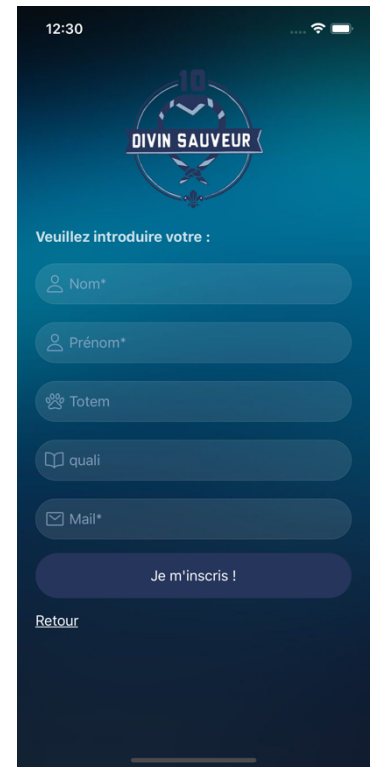 12:30
10
DIVIN SAUVEUR
Veuillez introduire votre :
Nom*
Prénom*
Totem
quali
Mail*
Je m'inscris !
Retour